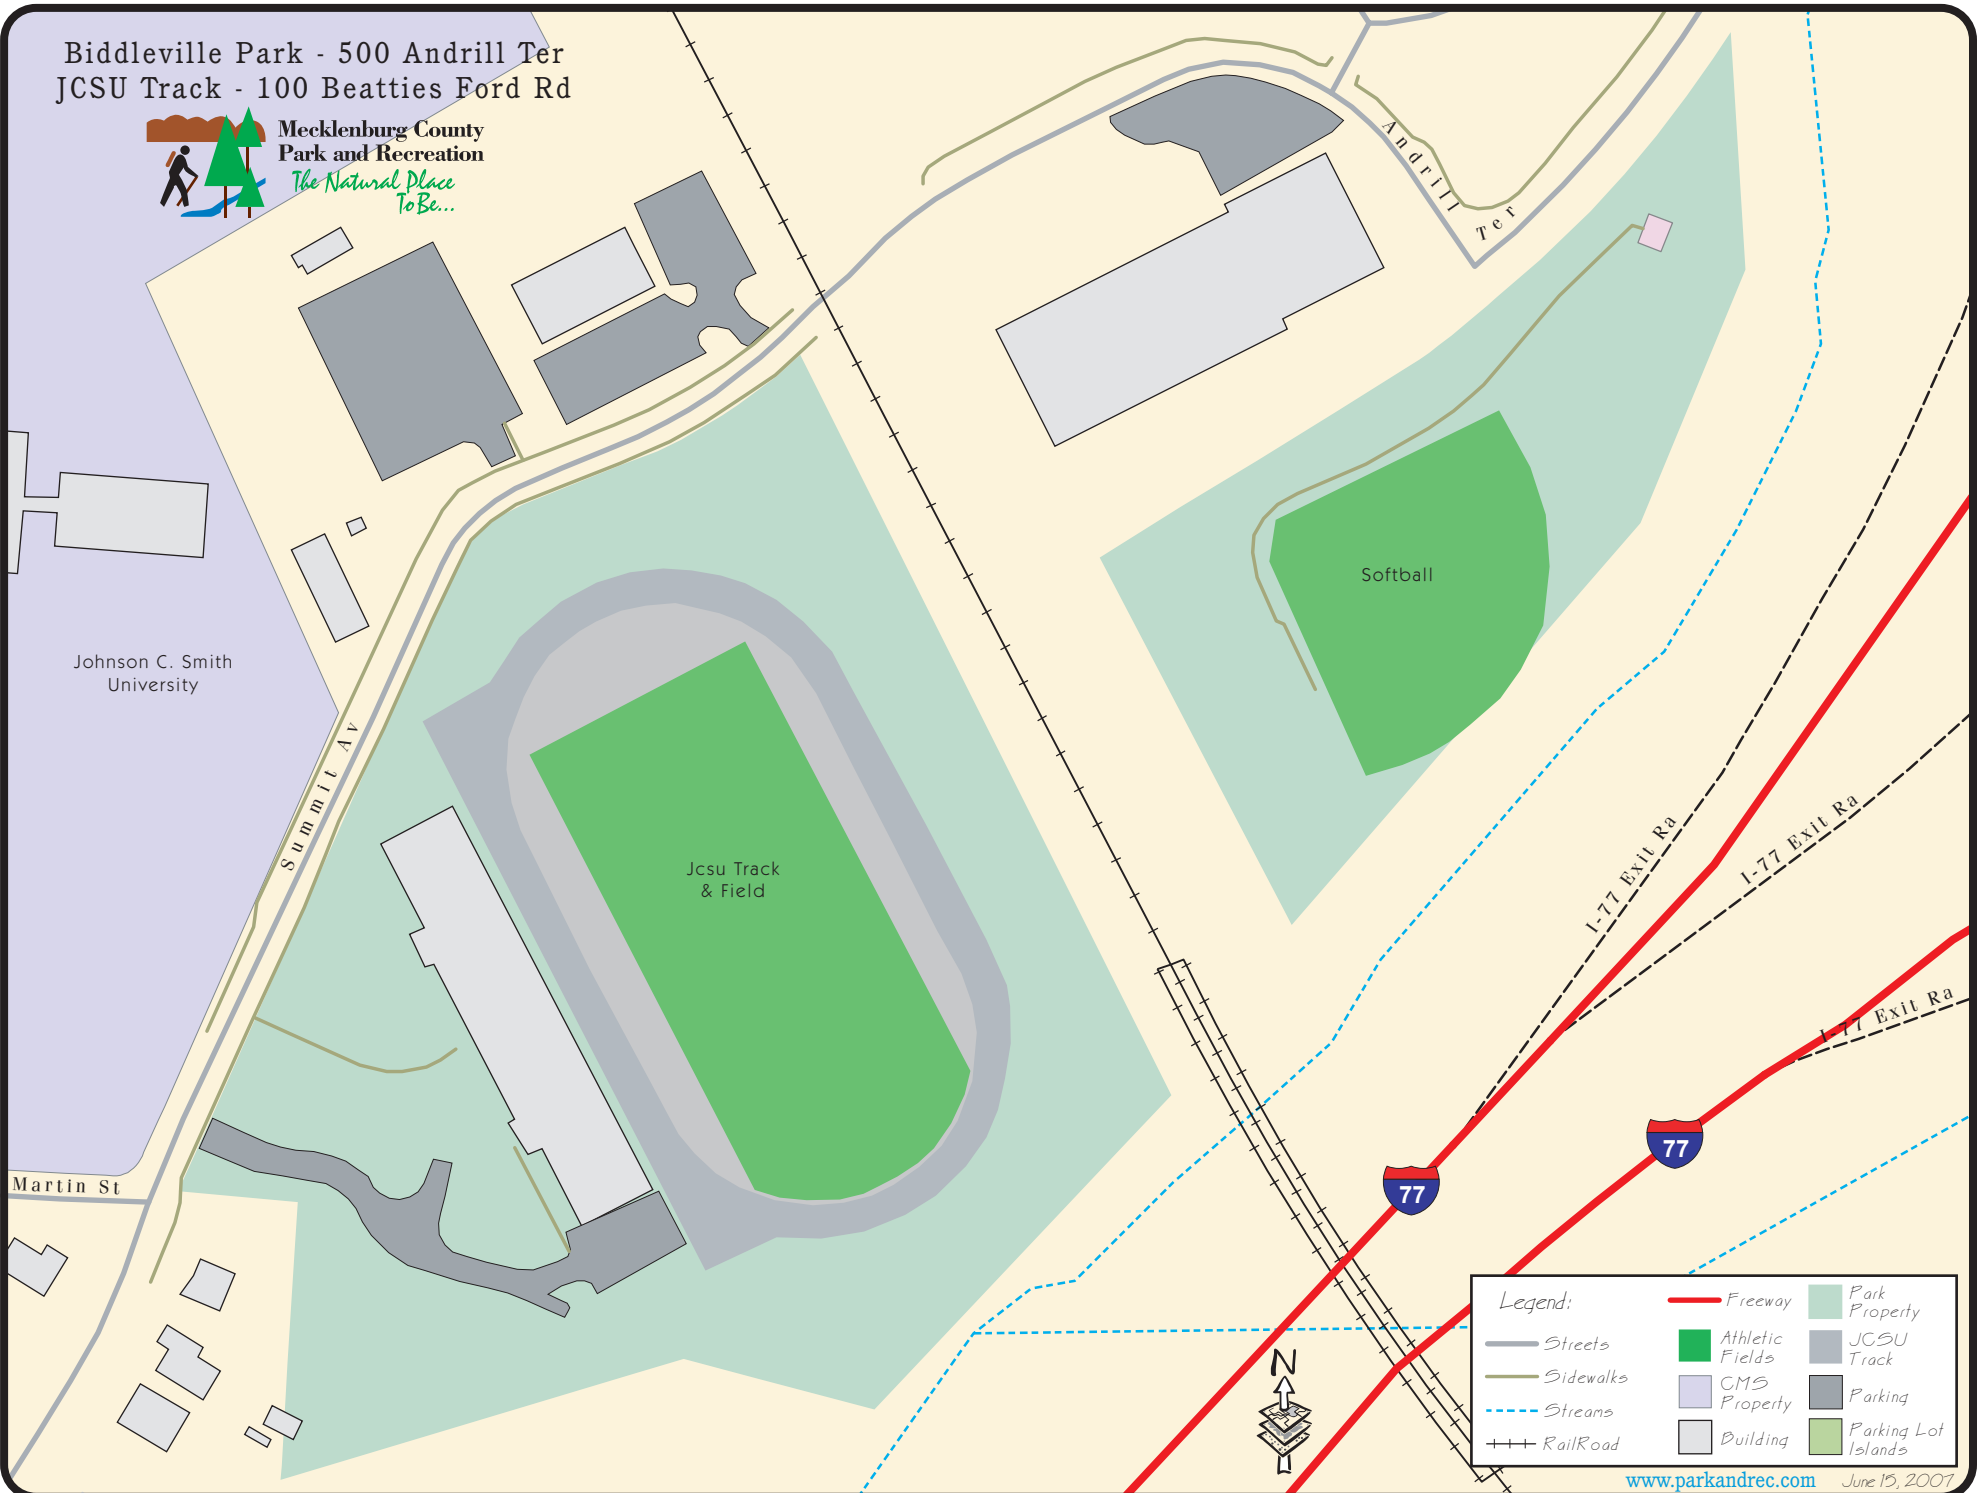 Biddleville Park - 500 Andrill Ter
JCSU Track - 100 Beatties Ford Rd
Mecklenburg County
Park and Recreation
The Natural Place
To Be...
Andrill Ter
Softball
Johnson C. Smith
University
Summit Av
Jcsu Track
& Field
I-77 Exit Ra
I-77 Exit Ra
I-77 Exit Ra
77
77
Martin St
N
Legend:
Streets
Sidewalks
Streams
RailRoad
Freeway
Athletic
Fields
CMS
Property
Building
Park
Property
JCSU
Track
Parking
Parking Lot
Islands
www.parkandrec.com
June 15, 2007